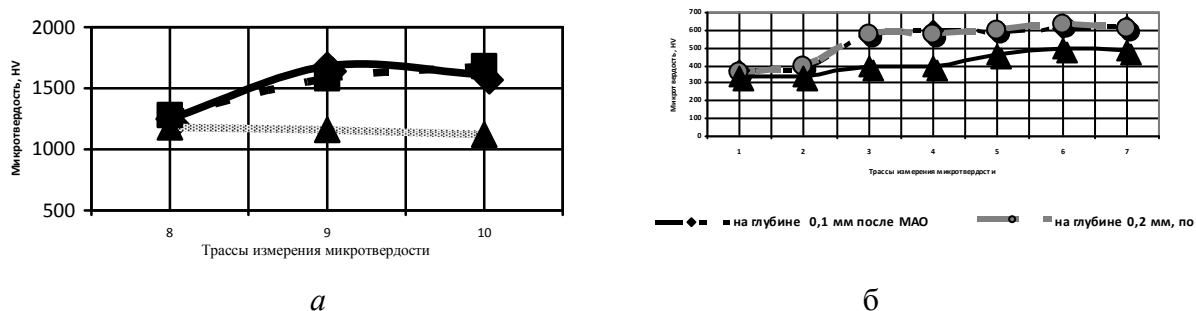 2000
1500
1000
500
Микротвердость, HV
8 9 10
Трассы измерения микротвердости
а
700
600
500
400
300
200
100
0
Микротвердость, HV
1 2 3 4 5 6 7
Трассы измерения микротвердости
на глубине 0,1 мм после МАО
на глубине 0,2 мм, по
б